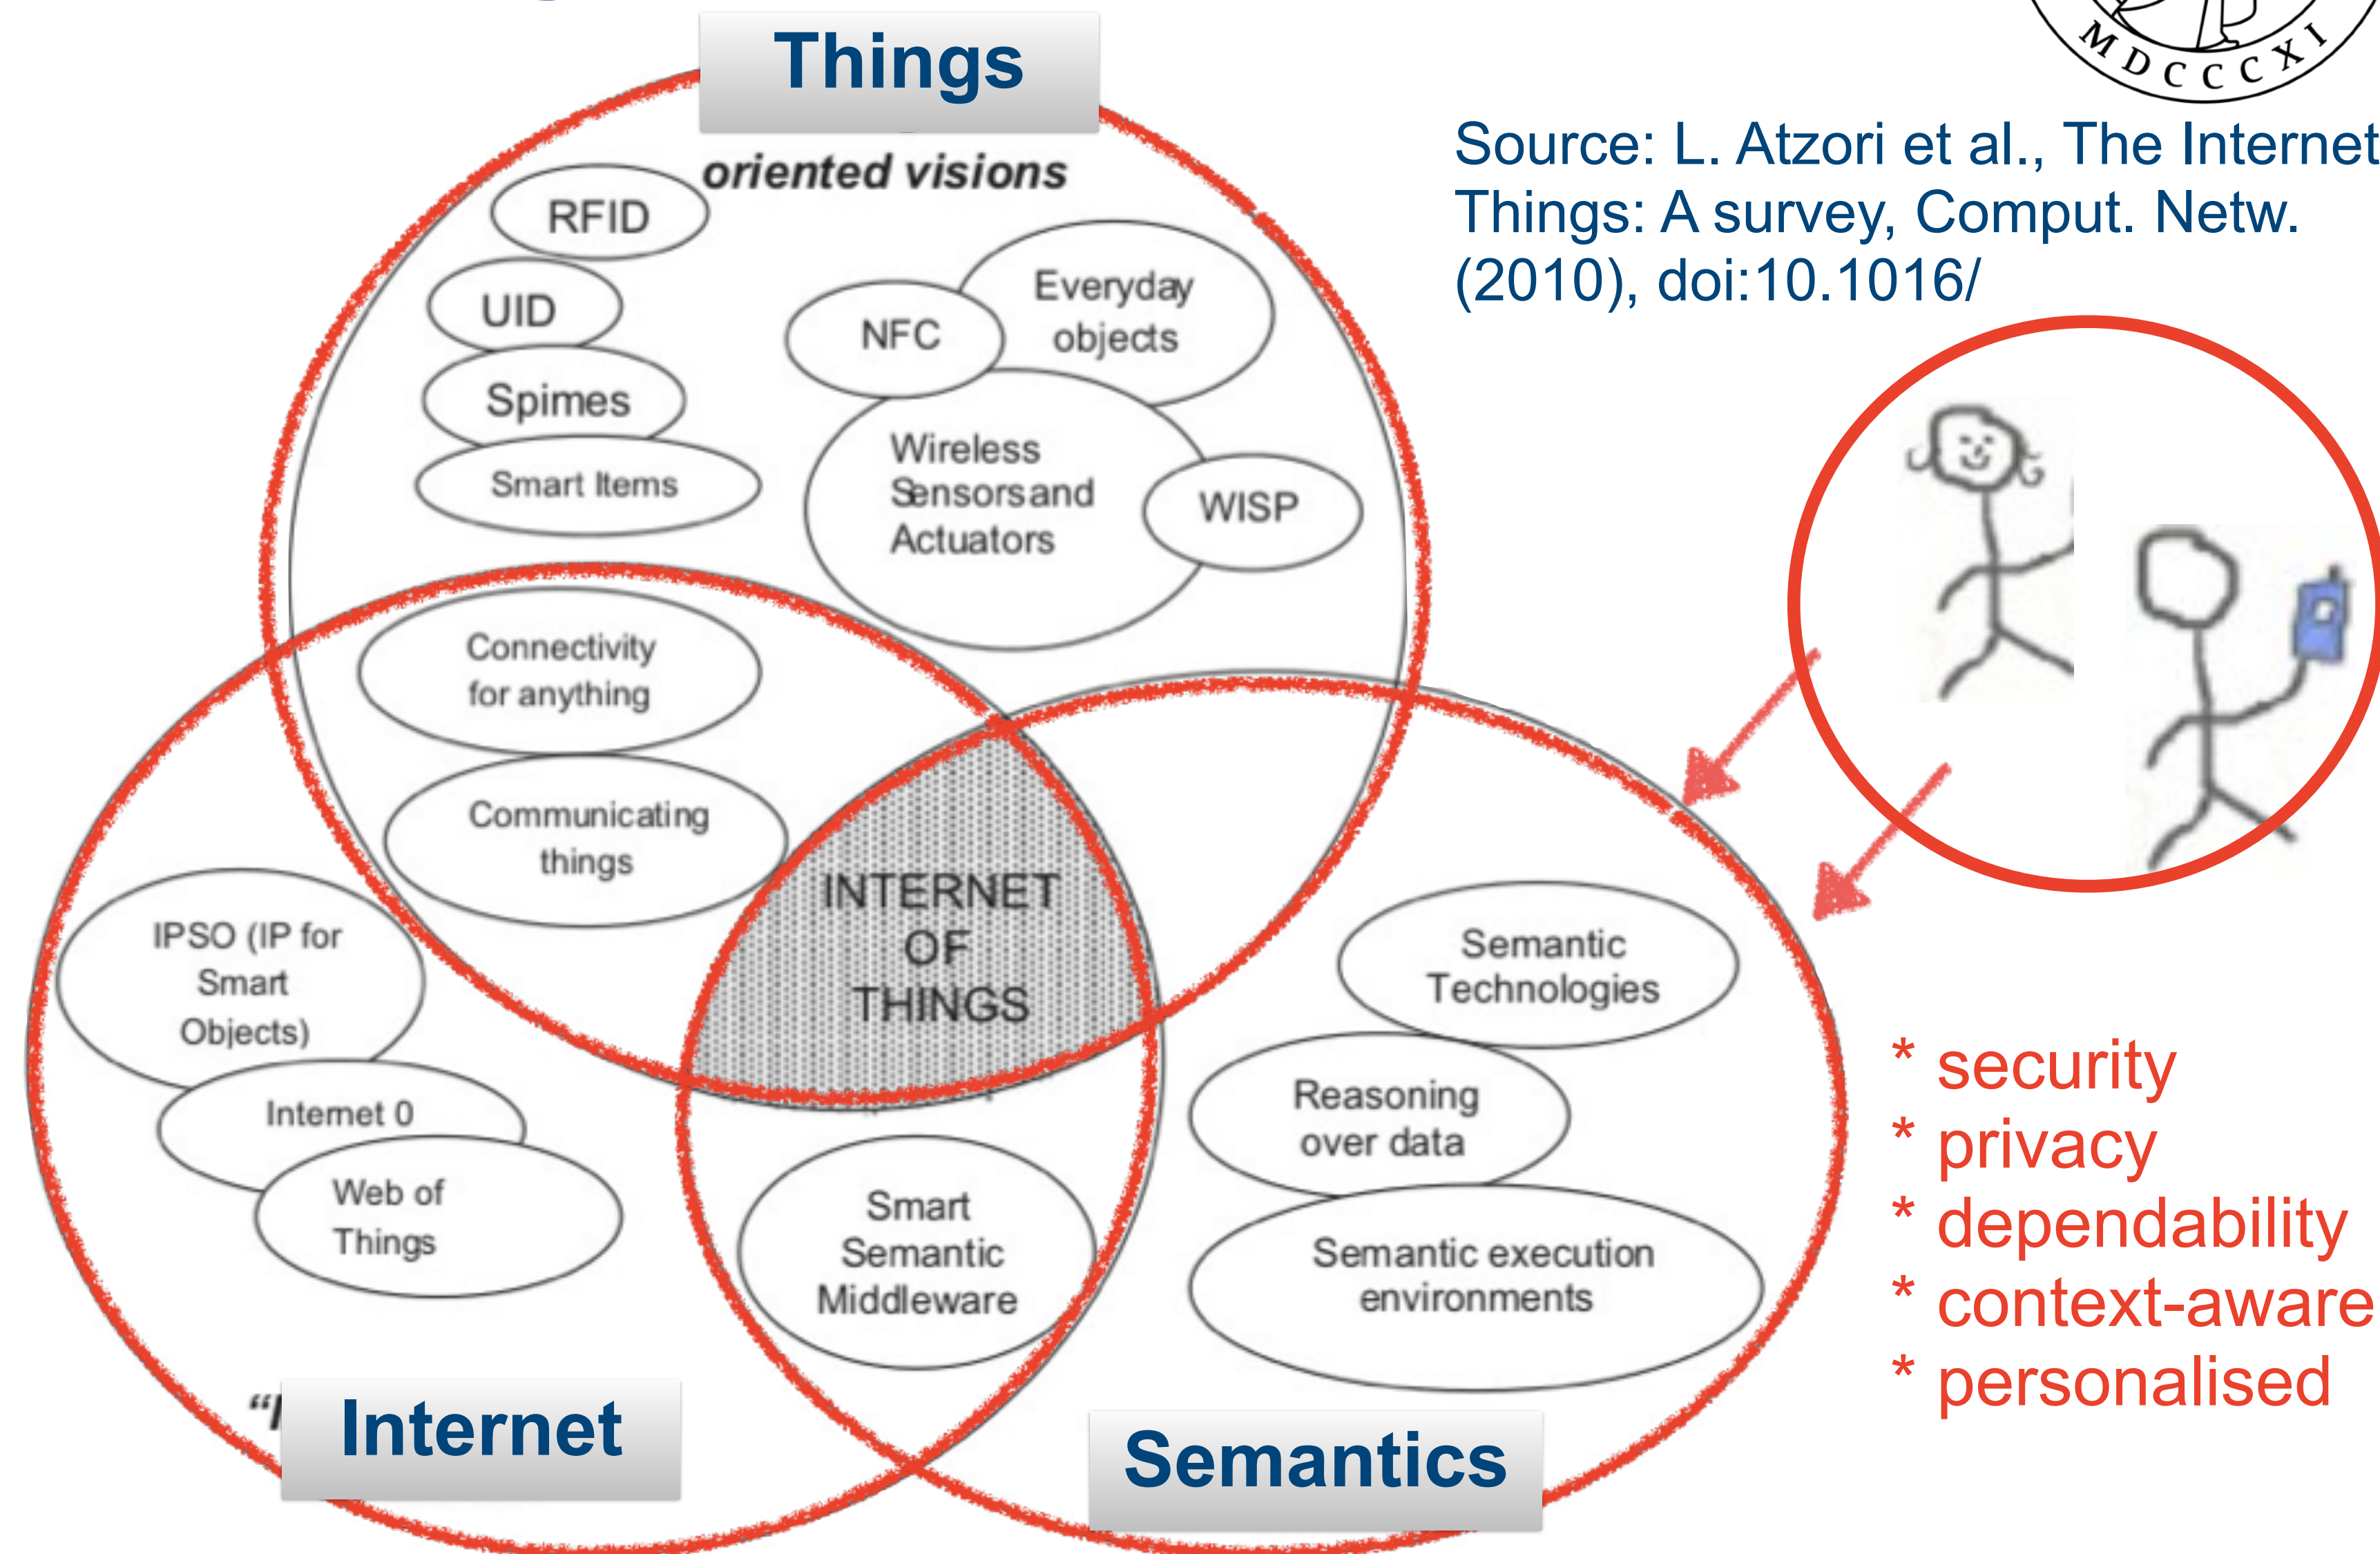 Things
MDCCCXI
oriented visions
Source: L. Atzori et al., The Internet
Things: A survey, Comput. Netw.
(2010), doi:10.1016/
RFID
UID
Spimes
Smart Items
NFC
Everyday
objects
Wireless
Sensors and
Actuators
WISP
Connectivity
for anything
Communicating
things
INTERNET
OF
THINGS
IPSO (IP for
Smart
Objects)
Internet 0
Web of
Things
Smart
Semantic
Middleware
Semantic
Technologies
Reasoning
over data
Semantic execution
environments
* security
* privacy
* dependability
* context-aware
* personalised
Internet
Semantics